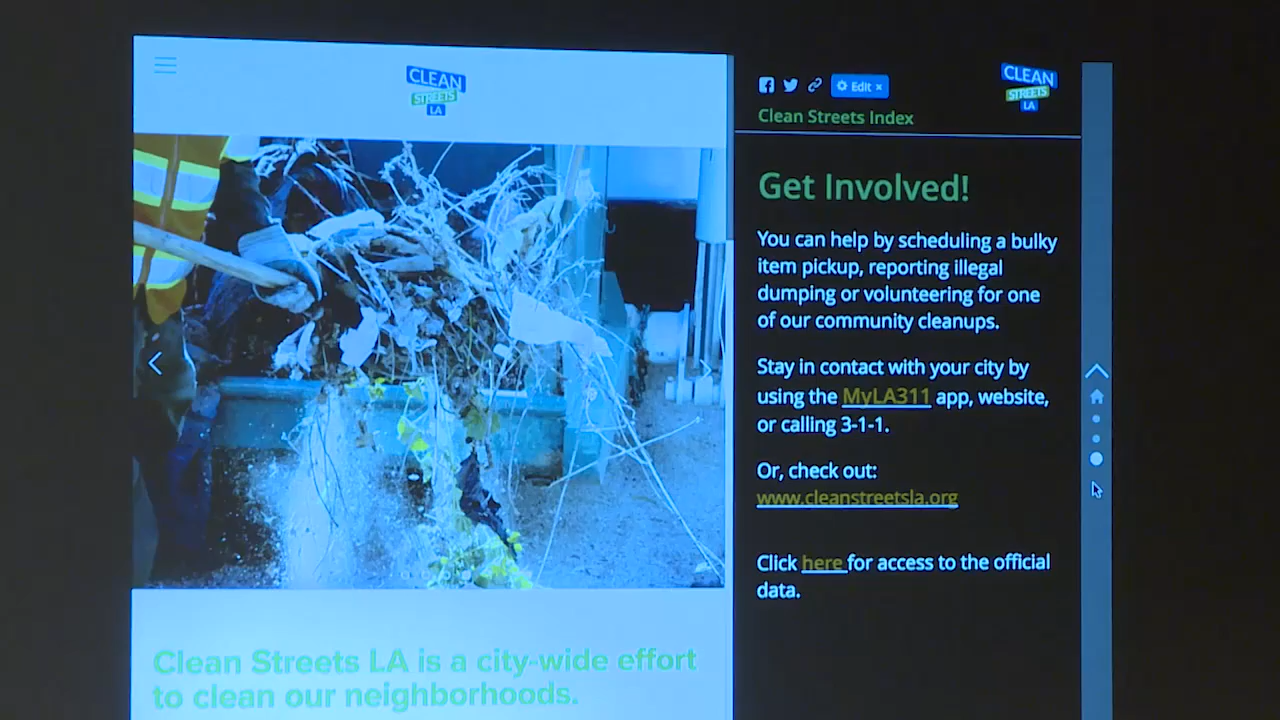 CLEAN
STREETS
LA
Clean Streets LA is a city-wide effort
to clean our neighborhoods.
Edit ×
Clean Streets Index
CLEAN
STREETS
LA
Get Involved!
You can help by scheduling a bulky
item pickup, reporting illegal
dumping or volunteering for one
of our community cleanups.
Stay in contact with your city by
using the MyLA311 app, website,
or calling 3-1-1.
Or, check out:
www.cleanstreetsla.org
Click here for access to the official
data.